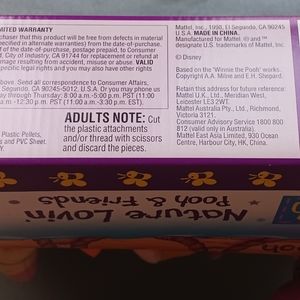 LIMITED WARRANTY
purchaser that this product will be free from defects in material
(specified in alternative warranties) from the date-of-purchase.
of the date-of-purchase, postage prepaid, to Consumer
d, City of Industry, CA 91744 for replacement or refund at
damage resulting from accident, misuse or abuse. VALID
specific legal rights and you may also have other rights
above. Send all correspondence to Consumer Affairs,
Segundo, CA 90245-5012, U.S.A. Or you may phone us
day through Thursday: 8:00 a.m.-5:00 p.m. PST (11:00
a.m.-12:30 p.m. PST (11:00 a.m.-3:30 p.m. EST).
Plastic Pellets,
s and PVC Sheet.
Y.
ADULTS NOTE: Cut
the plastic attachments
and/or thread with scissors
and discard the pieces.
Mattel, Inc., 1990, El Segundo, CA 90245
U.S.A. MADE IN CHINA.
Manufactured for Mattel. ® and ™
designate U.S. trademarks of Mattel, Inc.
© Disney
Based on the "Winnie the Pooh" works.
Copyright A.A. Milne and E.H. Shepard.
Retain this address for future reference:
Mattel U.K., Ltd., Meridian West,
Leicester LE3 2WT.
Mattel Australia Pty., Ltd., Richmond,
Victoria 3121.
Consumer Advisory Service 1800 800
812 (valid only in Australia).
Mattel East Asia Limited, 930 Ocean
Centre, Harbour City, HK, China.
Nature Lovin'
Pooh & Friends